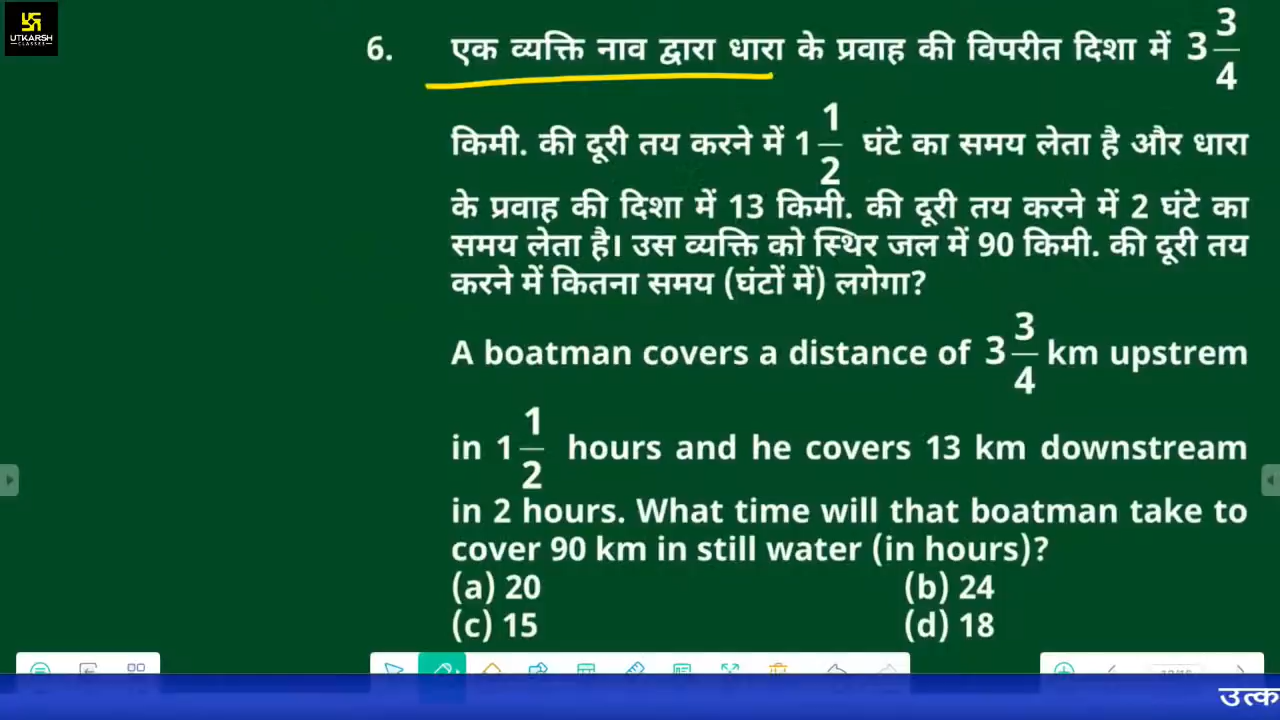 UTKARSH
CLASSES
6. एक व्यक्ति नाव द्वारा धारा के प्रवाह की विपरीत दिशा में 3 3/4
किमी. की दूरी तय करने में 1 1/2 घंटे का समय लेता है और धारा
के प्रवाह की दिशा में 13 किमी. की दूरी तय करने में 2 घंटे का
समय लेता है। उस व्यक्ति को स्थिर जल में 90 किमी. की दूरी तय
करने में कितना समय (घंटों में) लगेगा?
A boatman covers a distance of 3 3/4 km upstrem
in 1 1/2 hours and he covers 13 km downstream
in 2 hours. What time will that boatman take to
cover 90 km in still water (in hours)?
(a) 20 (b) 24
(c) 15 (d) 18
उत्क